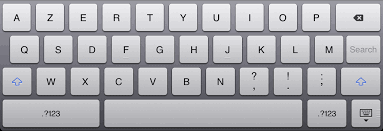 A Z E R T Y U I O P
Q S D F G H J K L M Search
W X C V B N ? , ! . : ;
.?123 .?123